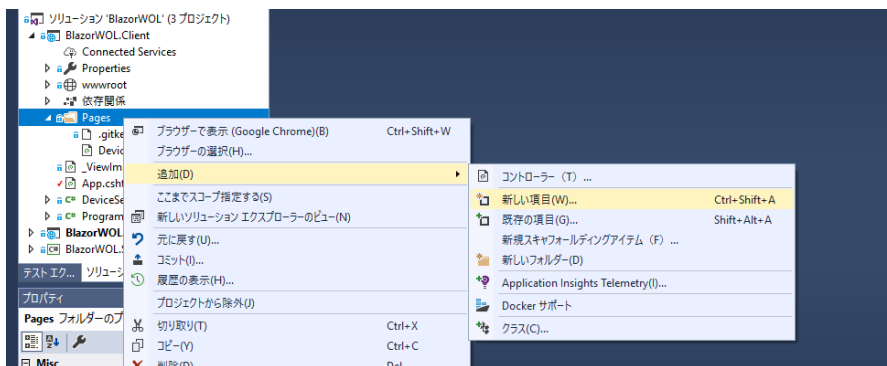 ソリューション 'BlazorWOL' (3 プロジェクト)
BlazorWOL.Client
Connected Services
Properties
wwwroot
依存関係
Pages
.gitke
Devic
_ViewIm
App.csht
DeviceSe
Program
BlazorWOL
BlazorWOL.S
テスト エク...
ソリューシ
プロパティ
Pages フォルダーのプ
Misc
ブラウザーで表示 (Google Chrome)(B) Ctrl+Shift+W
ブラウザーの選択(H)...
追加(D)
ここまでスコープ指定する(S)
新しいソリューション エクスプローラーのビュー(N)
元に戻す(U)...
コミット(I)...
履歴の表示(H)...
プロジェクトから除外(J)
切り取り(T) Ctrl+X
コピー(Y) Ctrl+C
削除(D) Del
コントローラー（T）...
新しい項目(W)... Ctrl+Shift+A
既存の項目(G)... Shift+Alt+A
新規スキャフォールディングアイテム（F）...
新しいフォルダー(D)
Application Insights Telemetry(I)...
Docker サポート
クラス(C)...